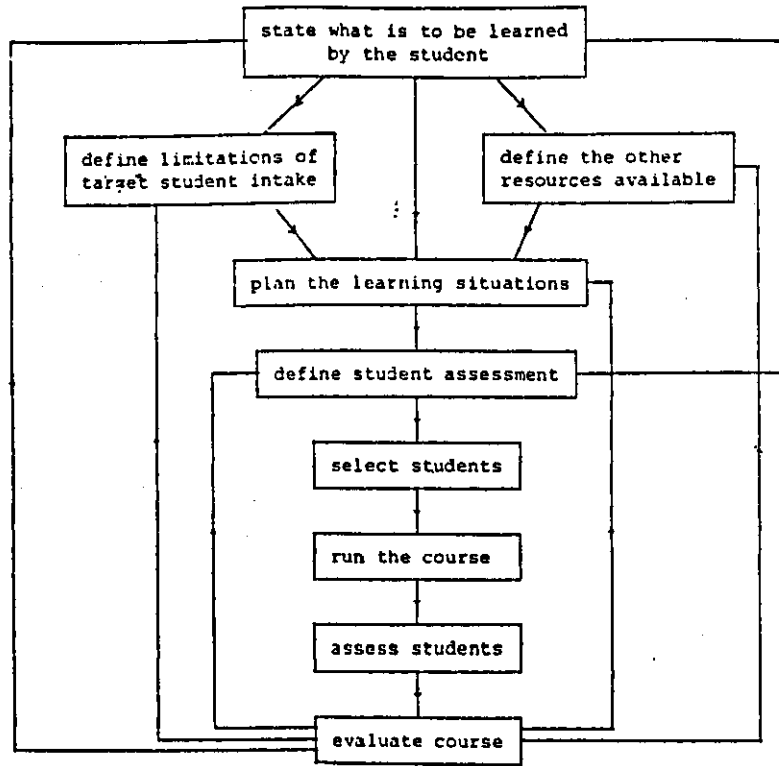 state what is to be learned
by the student
define limitations of
target student intake
define the other
resources available
plan the learning situations
define student assessment
select students
run the course
assess students
evaluate course